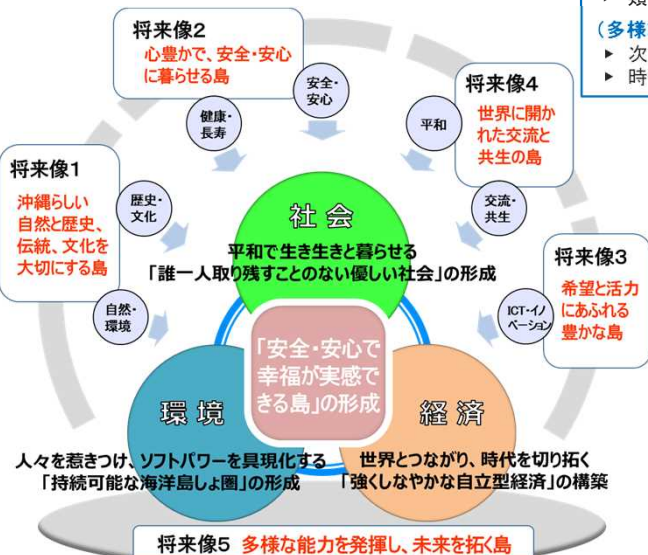 将来像2
心豊かで、安全・安心
に暮らせる島
(多様
▶ 次
▶ 時
安全・
安心
健康・
長寿
平和
将来像4
世界に開か
れた交流と
共生の島
将来像1
沖縄らしい
自然と歴史、
伝統、文化を
大切にする島
歴史・
文化
交流・
共生
社会
平和で生き生きと暮らせる
「誰一人取り残すことのない優しい社会」の形成
将来像3
希望と活力
にあふれる
豊かな島
自然・
環境
ICT・イノ
ベーション
「安全・安心で
幸福が実感で
きる島」の形成
環境
経済
人々を惹きつけ、ソフトパワーを具現化する
「持続可能な海洋島しょ圏」の形成
世界とつながり、時代を切り拓く
「強くしなやかな自立型経済」の構築
将来像5 多様な能力を発揮し、未来を拓く島